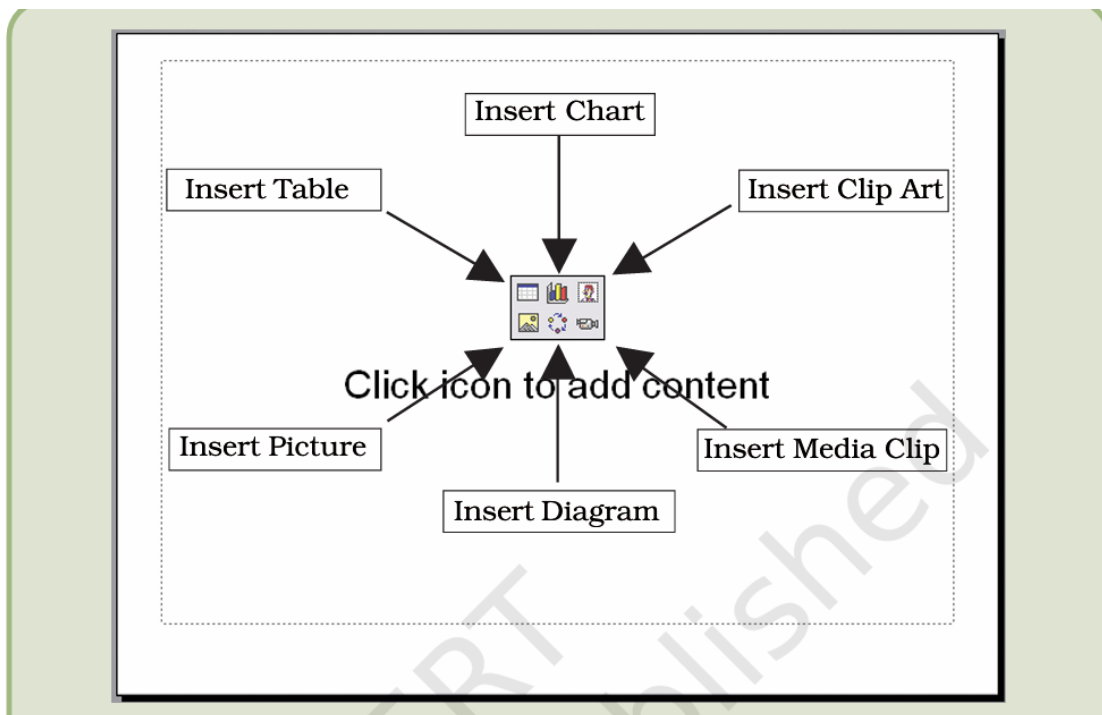 Insert Chart
Insert Table
Insert Clip Art
Click icon to add content
Insert Picture
Insert Media Clip
Insert Diagram